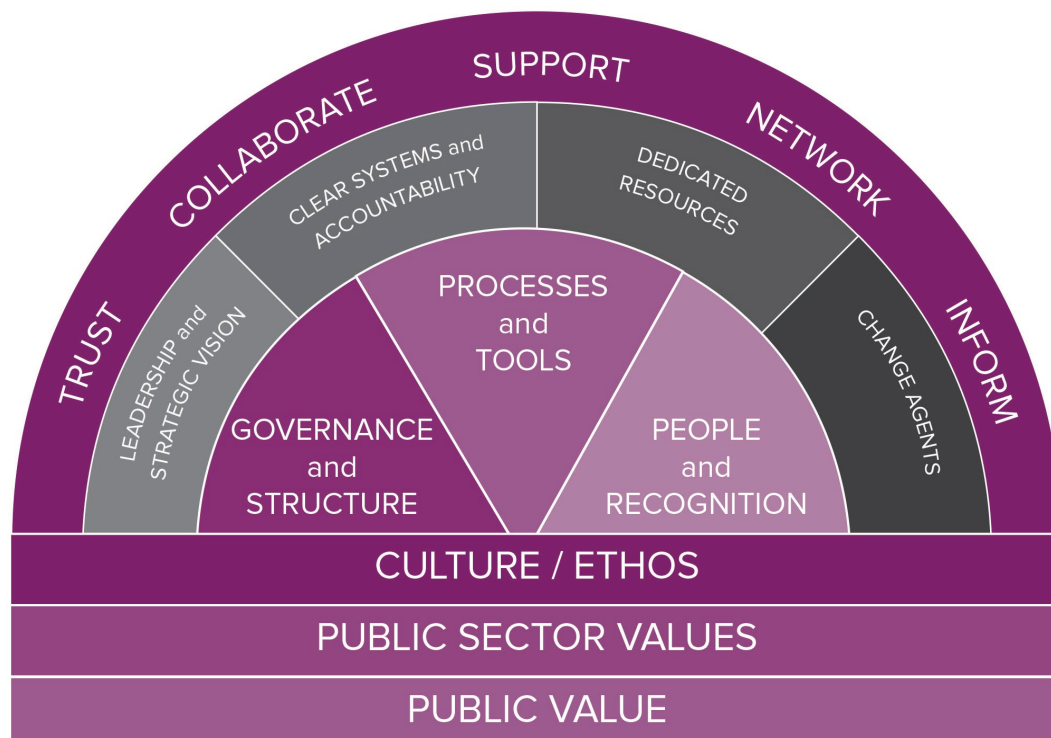 TRUST
COLLABORATE
SUPPORT
NETWORK
INFORM
LEADERSHIP and
STRATEGIC VISION
CLEAR SYSTEMS and
ACCOUNTABILITY
DEDICATED
RESOURCES
CHANGE AGENTS
GOVERNANCE
and
STRUCTURE
PROCESSES
and
TOOLS
PEOPLE
and
RECOGNITION
CULTURE / ETHOS
PUBLIC SECTOR VALUES
PUBLIC VALUE